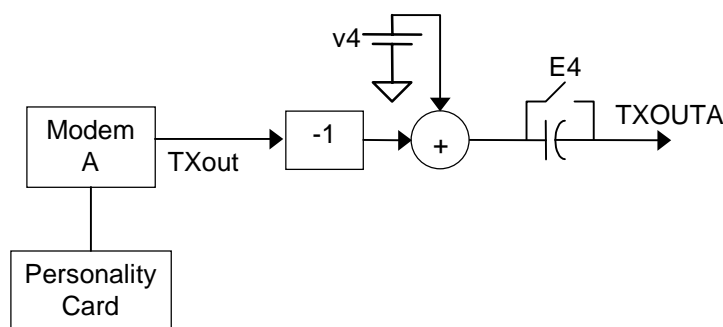 v4
E4
TXOUTA
Modem
A
TXout
-1
+
Personality
Card